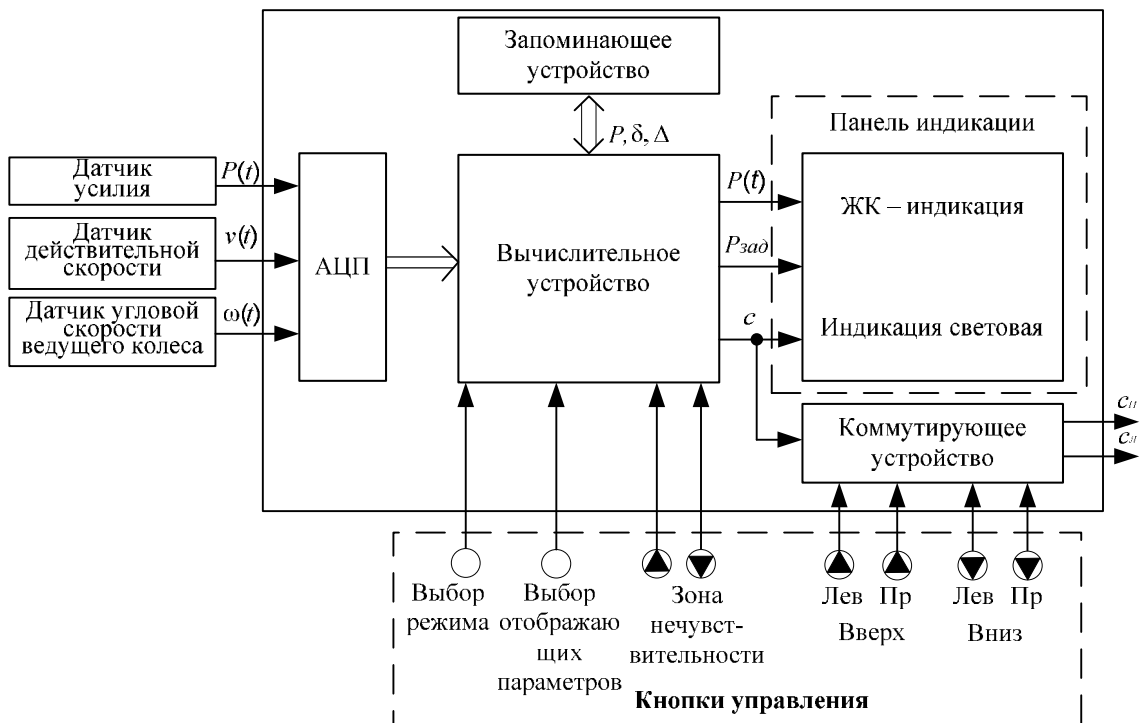 Запоминающее
устройство
P, δ, Δ
Панель индикации
Датчик
усилия
P(t)
Датчик
действительной
скорости
v(t)
Датчик угловой
скорости
ведущего колеса
ω(t)
АЦП
Вычислительное
устройство
P(t)
Pзад
c
ЖК – индикация
Индикация световая
Коммутирующее
устройство
cП
cЛ
Выбор
режима
Выбор
отображаю
щих
параметров
Зона
нечувст-
вительности
Лев Пр
Вверх
Лев Пр
Вниз
Кнопки управления